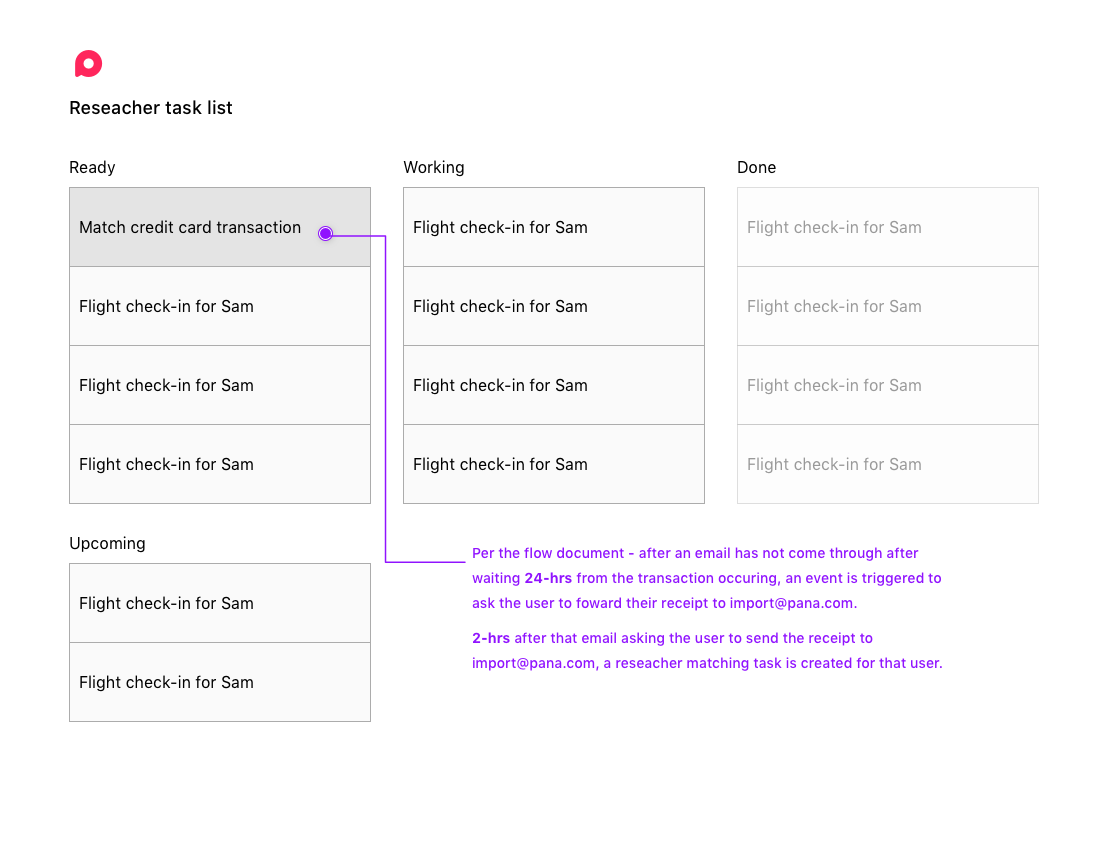 Reseacher task list
Ready
Match credit card transaction
Flight check-in for Sam
Flight check-in for Sam
Flight check-in for Sam
Working
Flight check-in for Sam
Flight check-in for Sam
Flight check-in for Sam
Flight check-in for Sam
Done
Flight check-in for Sam
Flight check-in for Sam
Flight check-in for Sam
Flight check-in for Sam
Upcoming
Flight check-in for Sam
Flight check-in for Sam
Per the flow document - after an email has not come through after
waiting 24-hrs from the transaction occuring, an event is triggered to
ask the user to foward their receipt to import@pana.com.
2-hrs after that email asking the user to send the receipt to
import@pana.com, a reseacher matching task is created for that user.